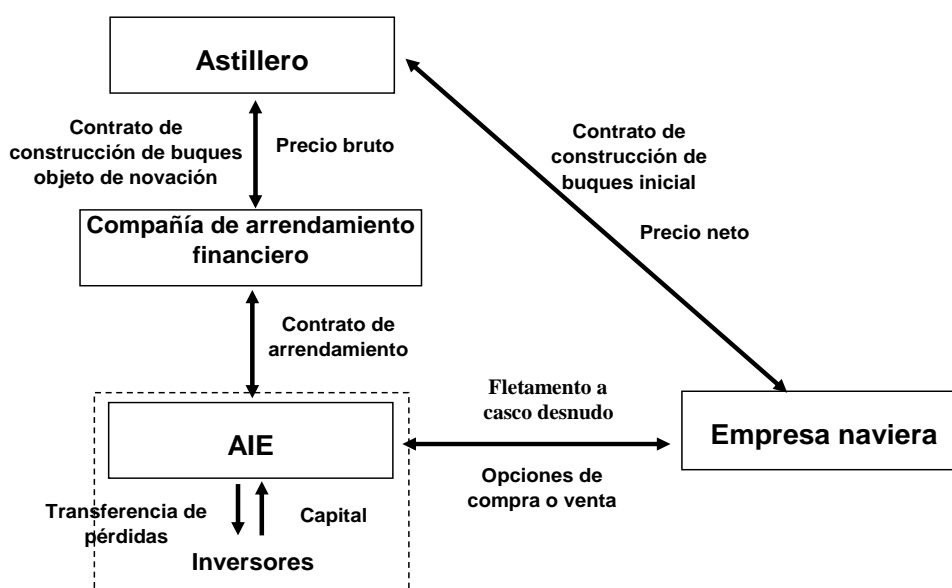 Astillero
Contrato de
construcción de buques
objeto de novación
Precio bruto
Contrato de
construcción de
buques inicial
Precio neto
Compañía de arrendamiento
financiero
Contrato de
arrendamiento
Fletamento a
casco desnudo
AIE
Empresa naviera
Opciones de
compra o venta
Transferencia de
pérdidas
Capital
Inversores